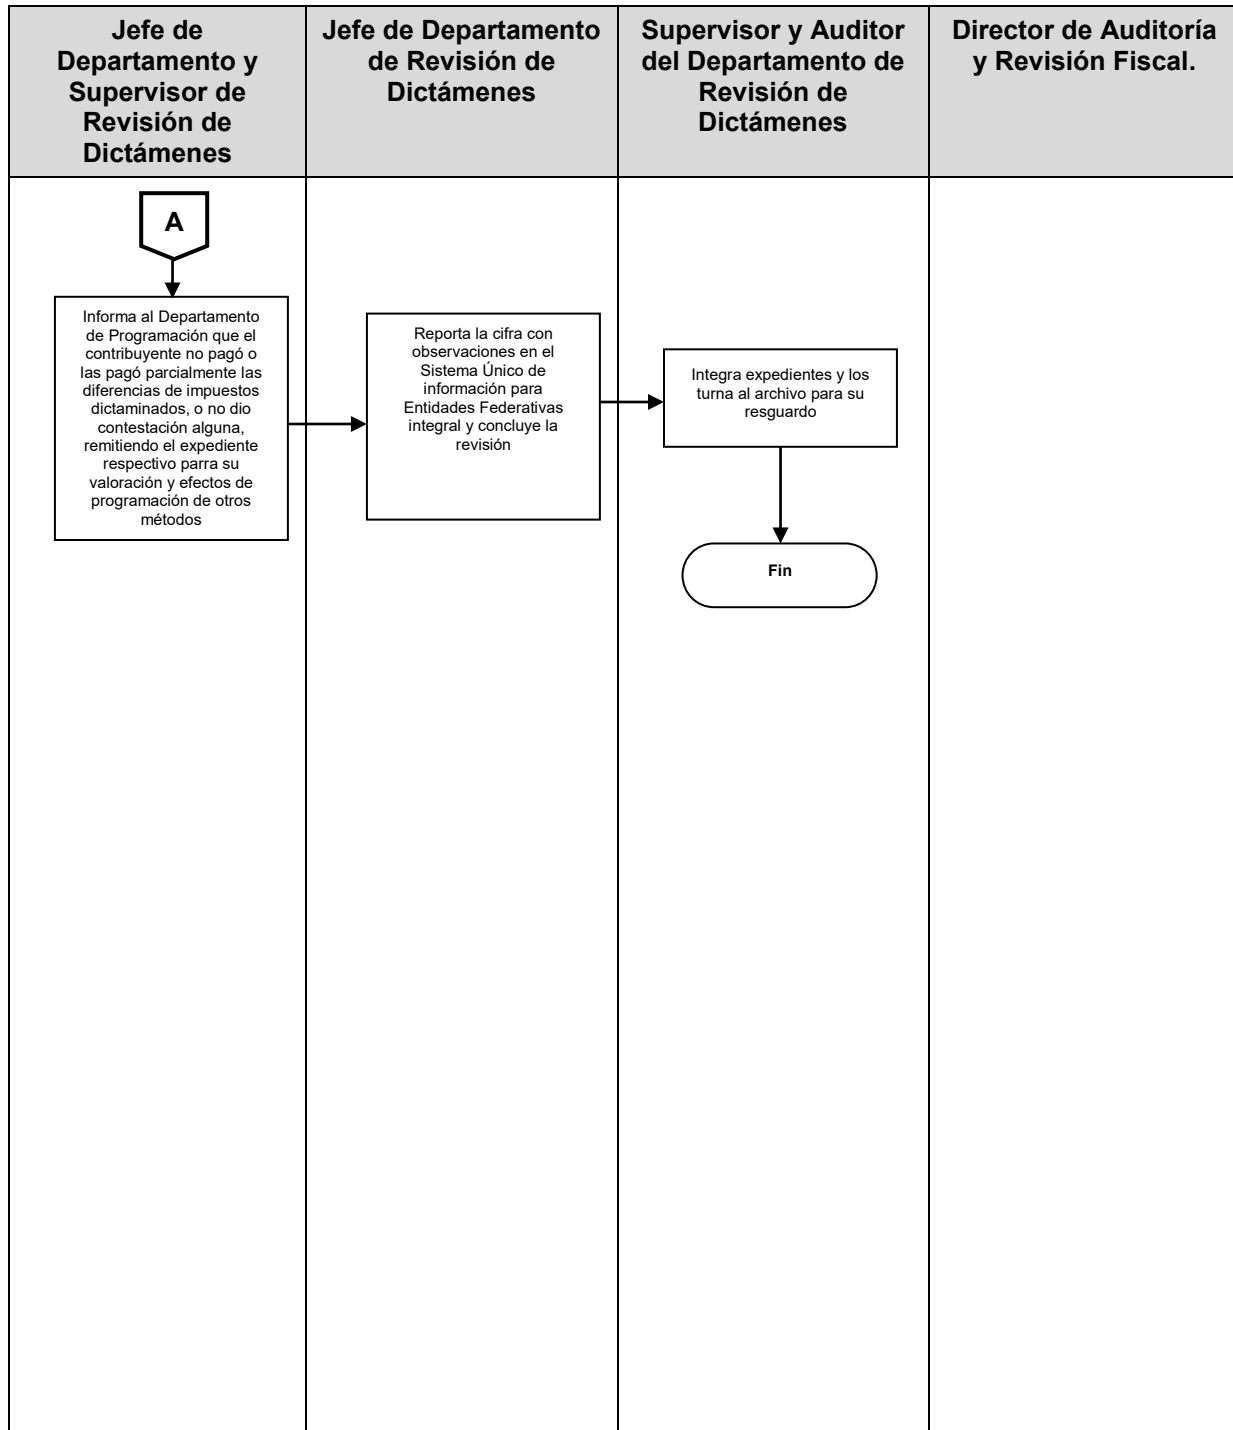 Jefe de
Departamento y
Supervisor de
Revisión de
Dictámenes
Jefe de Departamento
de Revisión de
Dictámenes
Supervisor y Auditor
del Departamento de
Revisión de
Dictámenes
Director de Auditoría
y Revisión Fiscal.
A
Informa al Departamento
de Programación que el
contribuyente no pagó o
las pagó parcialmente las
diferencias de impuestos
dictaminados, o no dio
contestación alguna,
remitiendo el expediente
respectivo parra su
valoración y efectos de
programación de otros
métodos
Reporta la cifra con
observaciones en el
Sistema Único de
información para
Entidades Federativas
integral y concluye la
revisión
Integra expedientes y los
turna al archivo para su
resguardo
Fin